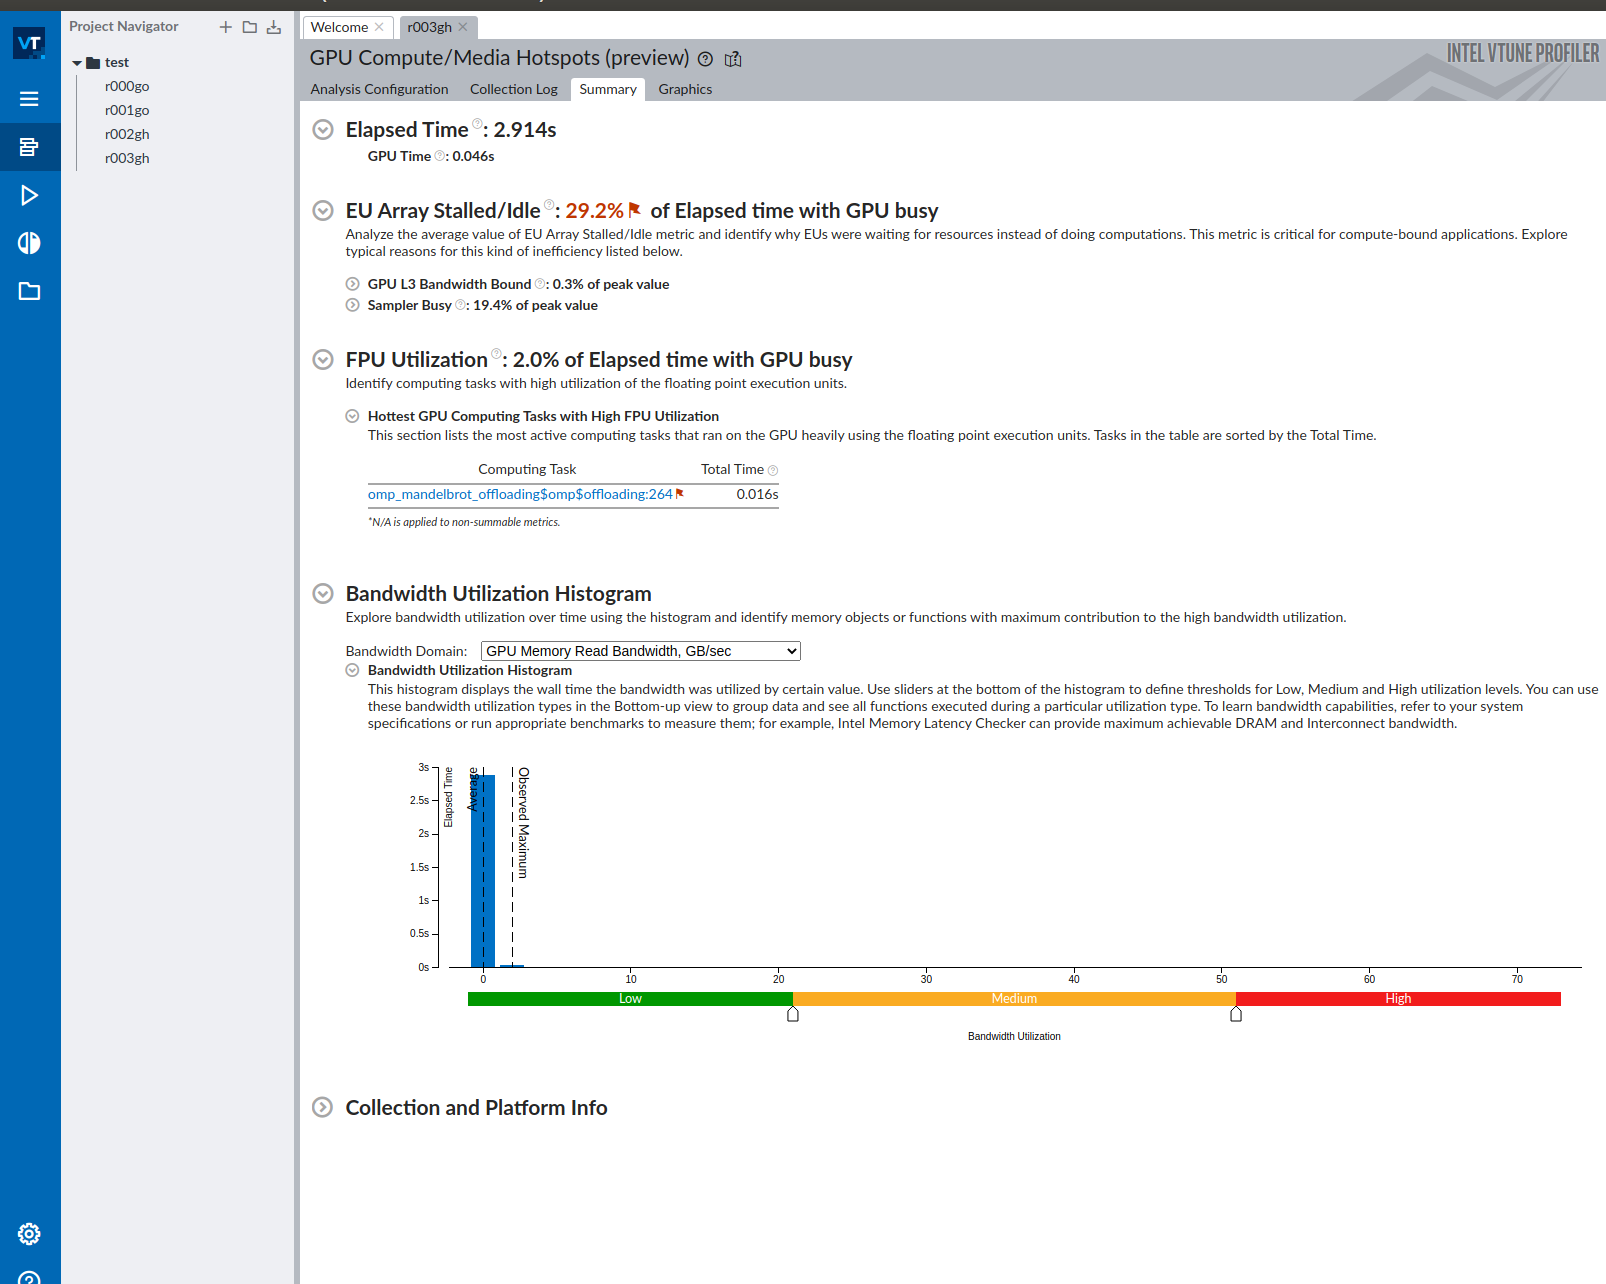 VT
Project Navigator
test
r000go
r001go
r002gh
r003gh
Welcome
r003gh
GPU Compute/Media Hotspots (preview)
INTEL VTUNE PROFILER
Analysis Configuration Collection Log Summary Graphics
Elapsed Time: 2.914s
GPU Time: 0.046s
EU Array Stalled/Idle: 29.2% of Elapsed time with GPU busy
Analyze the average value of EU Array Stalled/Idle metric and identify why EUs were waiting for resources instead of doing computations. This metric is critical for compute-bound applications. Explore
typical reasons for this kind of inefficiency listed below.
GPU L3 Bandwidth Bound: 0.3% of peak value
Sampler Busy: 19.4% of peak value
FPU Utilization: 2.0% of Elapsed time with GPU busy
Identify computing tasks with high utilization of the floating point execution units.
Hottest GPU Computing Tasks with High FPU Utilization
This section lists the most active computing tasks that ran on the GPU heavily using the floating point execution units. Tasks in the table are sorted by the Total Time.
Computing Task Total Time
omp_mandelbrot_offloading$omp$offloading:264 0.016s
*N/A is applied to non-summable metrics.
Bandwidth Utilization Histogram
Explore bandwidth utilization over time using the histogram and identify memory objects or functions with maximum contribution to the high bandwidth utilization.
Bandwidth Domain: GPU Memory Read Bandwidth, GB/sec
Bandwidth Utilization Histogram
This histogram displays the wall time the bandwidth was utilized by certain value. Use sliders at the bottom of the histogram to define thresholds for Low, Medium and High utilization levels. You can use
these bandwidth utilization types in the Bottom-up view to group data and see all functions executed during a particular utilization type. To learn bandwidth capabilities, refer to your system
specifications or run appropriate benchmarks to measure them; for example, Intel Memory Latency Checker can provide maximum achievable DRAM and Interconnect bandwidth.
3s
2.5s
2s
1.5s
1s
0.5s
0s
Elapsed Time
Average
Observed Maximum
0 10 20 30 40 50 60 70
Low Medium High
Bandwidth Utilization
Collection and Platform Info